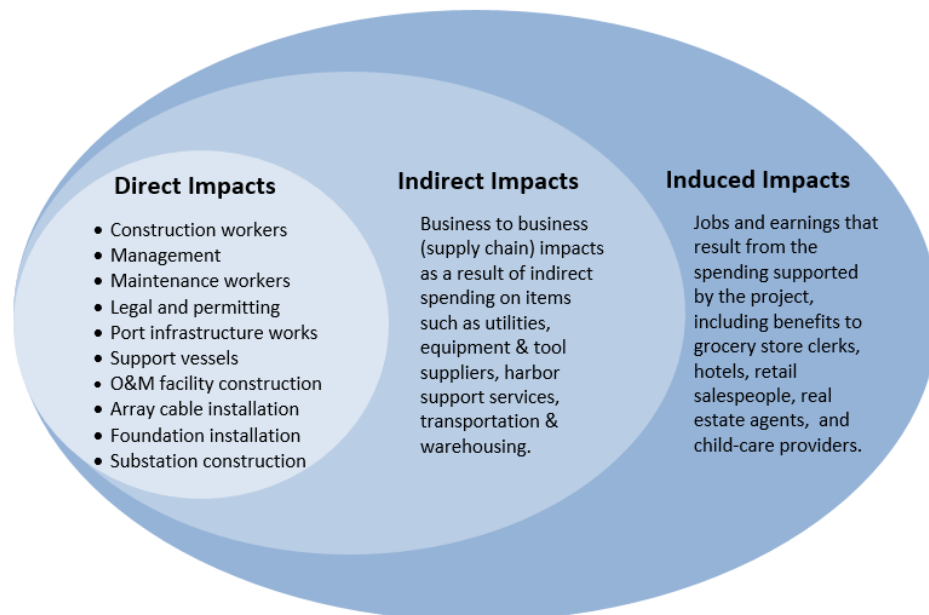 Direct Impacts
• Construction workers
• Management
• Maintenance workers
• Legal and permitting
• Port infrastructure works
• Support vessels
• O&M facility construction
• Array cable installation
• Foundation installation
• Substation construction
Indirect Impacts
Business to business
(supply chain) impacts
as a result of indirect
spending on items
such as utilities,
equipment & tool
suppliers, harbor
support services,
transportation &
warehousing.
Induced Impacts
Jobs and earnings that
result from the
spending supported
by the project,
including benefits to
grocery store clerks,
hotels, retail
salespeople, real
estate agents, and
child-care providers.